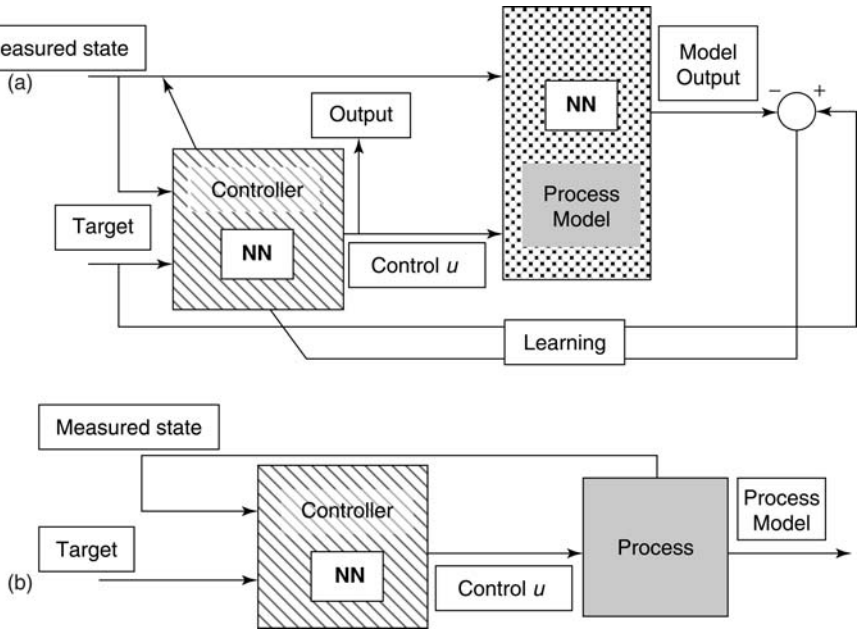 easured state
(a)
Model
Output
− +
NN
Output
Controller
Process
Model
Target
NN
Control u
Learning
Measured state
Controller
Process
Model
Target
Process
NN
(b)
Control u